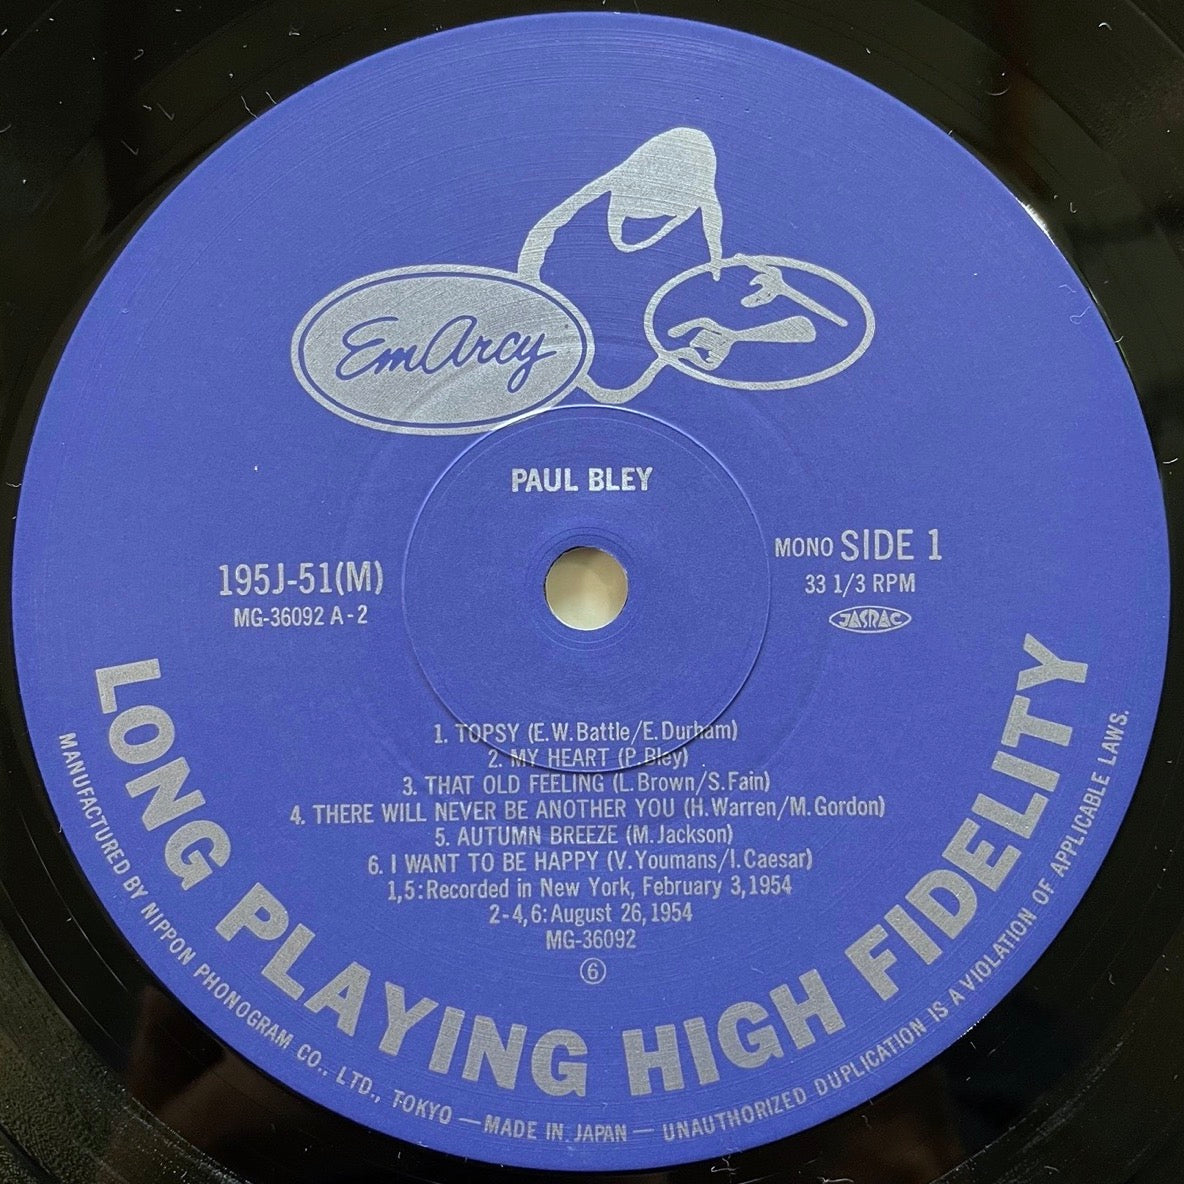 EmArcy
PAUL BLEY
195J-51(M)
MG-36092 A-2
MONO SIDE 1
33 1/3 RPM
JASRAC
1. TOPSY (E.W.Battle/E.Durham)
2. MY HEART (P.Bley)
3. THAT OLD FEELING (L.Brown/S.Fain)
4. THERE WILL NEVER BE ANOTHER YOU (H.Warren/M.Gordon)
5. AUTUMN BREEZE (M.Jackson)
6. I WANT TO BE HAPPY (V.Youmans/I.Caesar)
1,5:Recorded in New York, February 3,1954
2-4,6:August 26,1954
MG-36092
⑥
LONG PLAYING HIGH FIDELITY
MANUFACTURED BY NIPPON PHONOGRAM CO., LTD., TOKYO — MADE IN JAPAN — UNAUTHORIZED DUPLICATION IS A VIOLATION OF APPLICABLE LAWS.